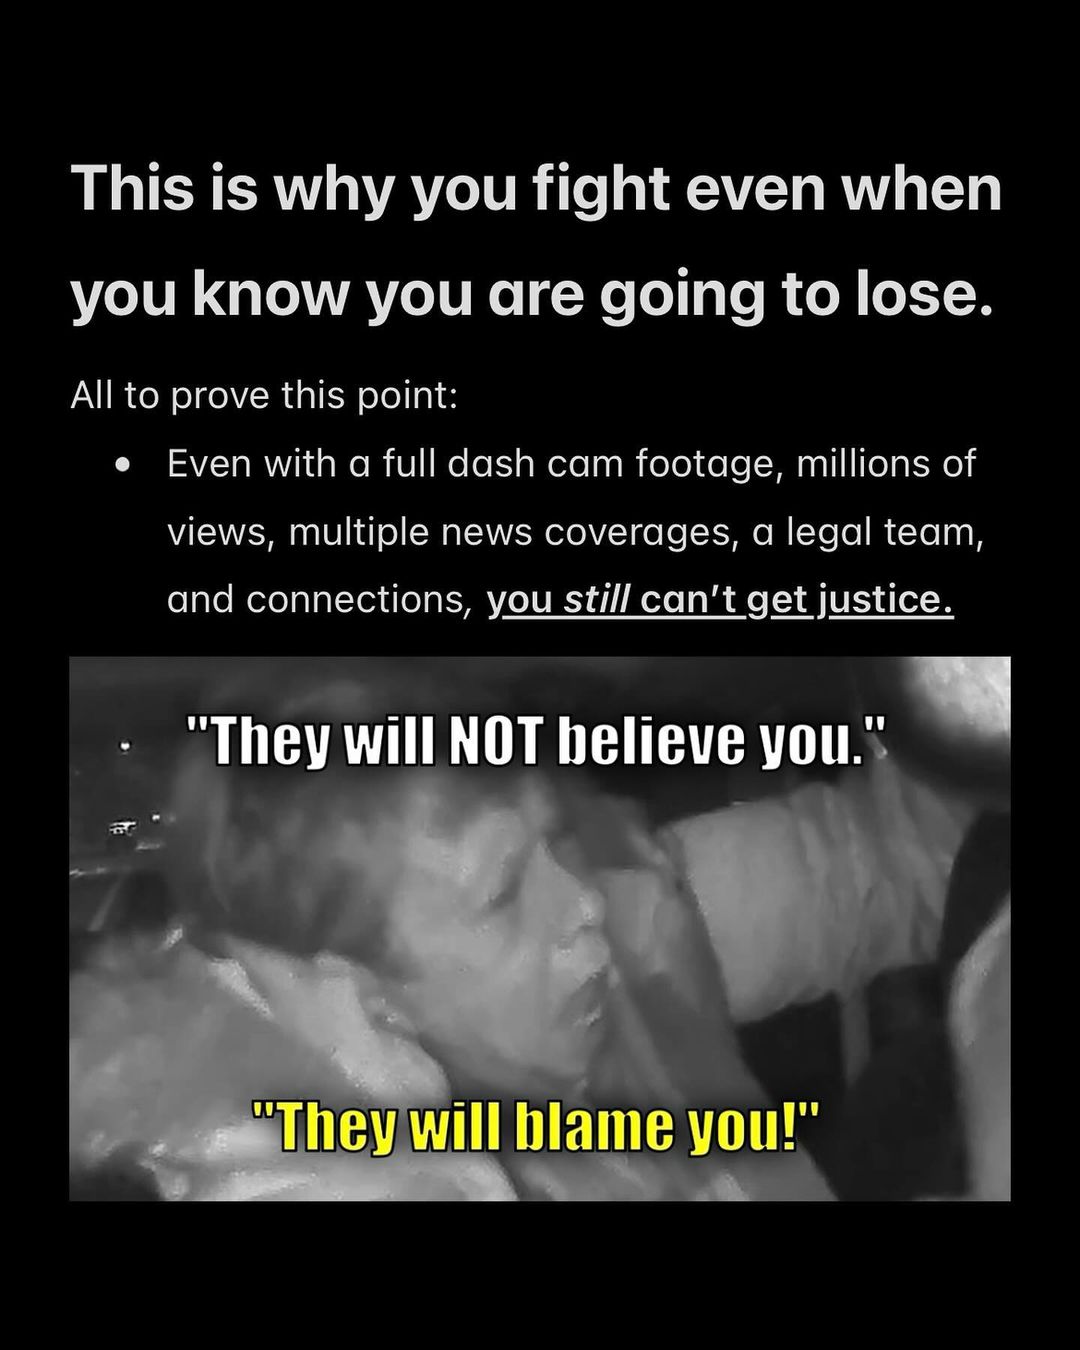 This is why you fight even when
you know you are going to lose.
All to prove this point:
• Even with a full dash cam footage, millions of
views, multiple news coverages, a legal team,
and connections, you still can't get justice.
"They will NOT believe you."
"They will blame you!"